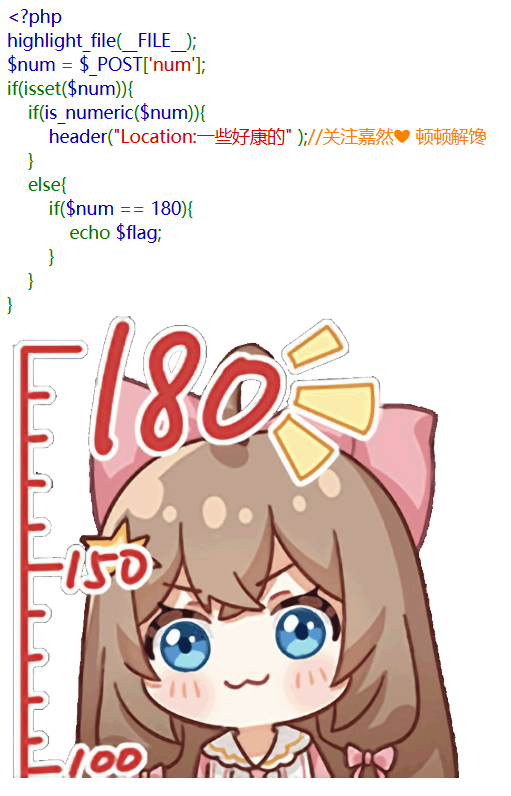 <?php
highlight_file(__FILE__);
$num = $_POST['num'];
if(isset($num)){
    if(is_numeric($num)){
        header("Location:一些好康的" );//关注嘉然❤ 顿顿解馋
    }
    else{
        if($num == 180){
            echo $flag;
        }
    }
}
180
150
100